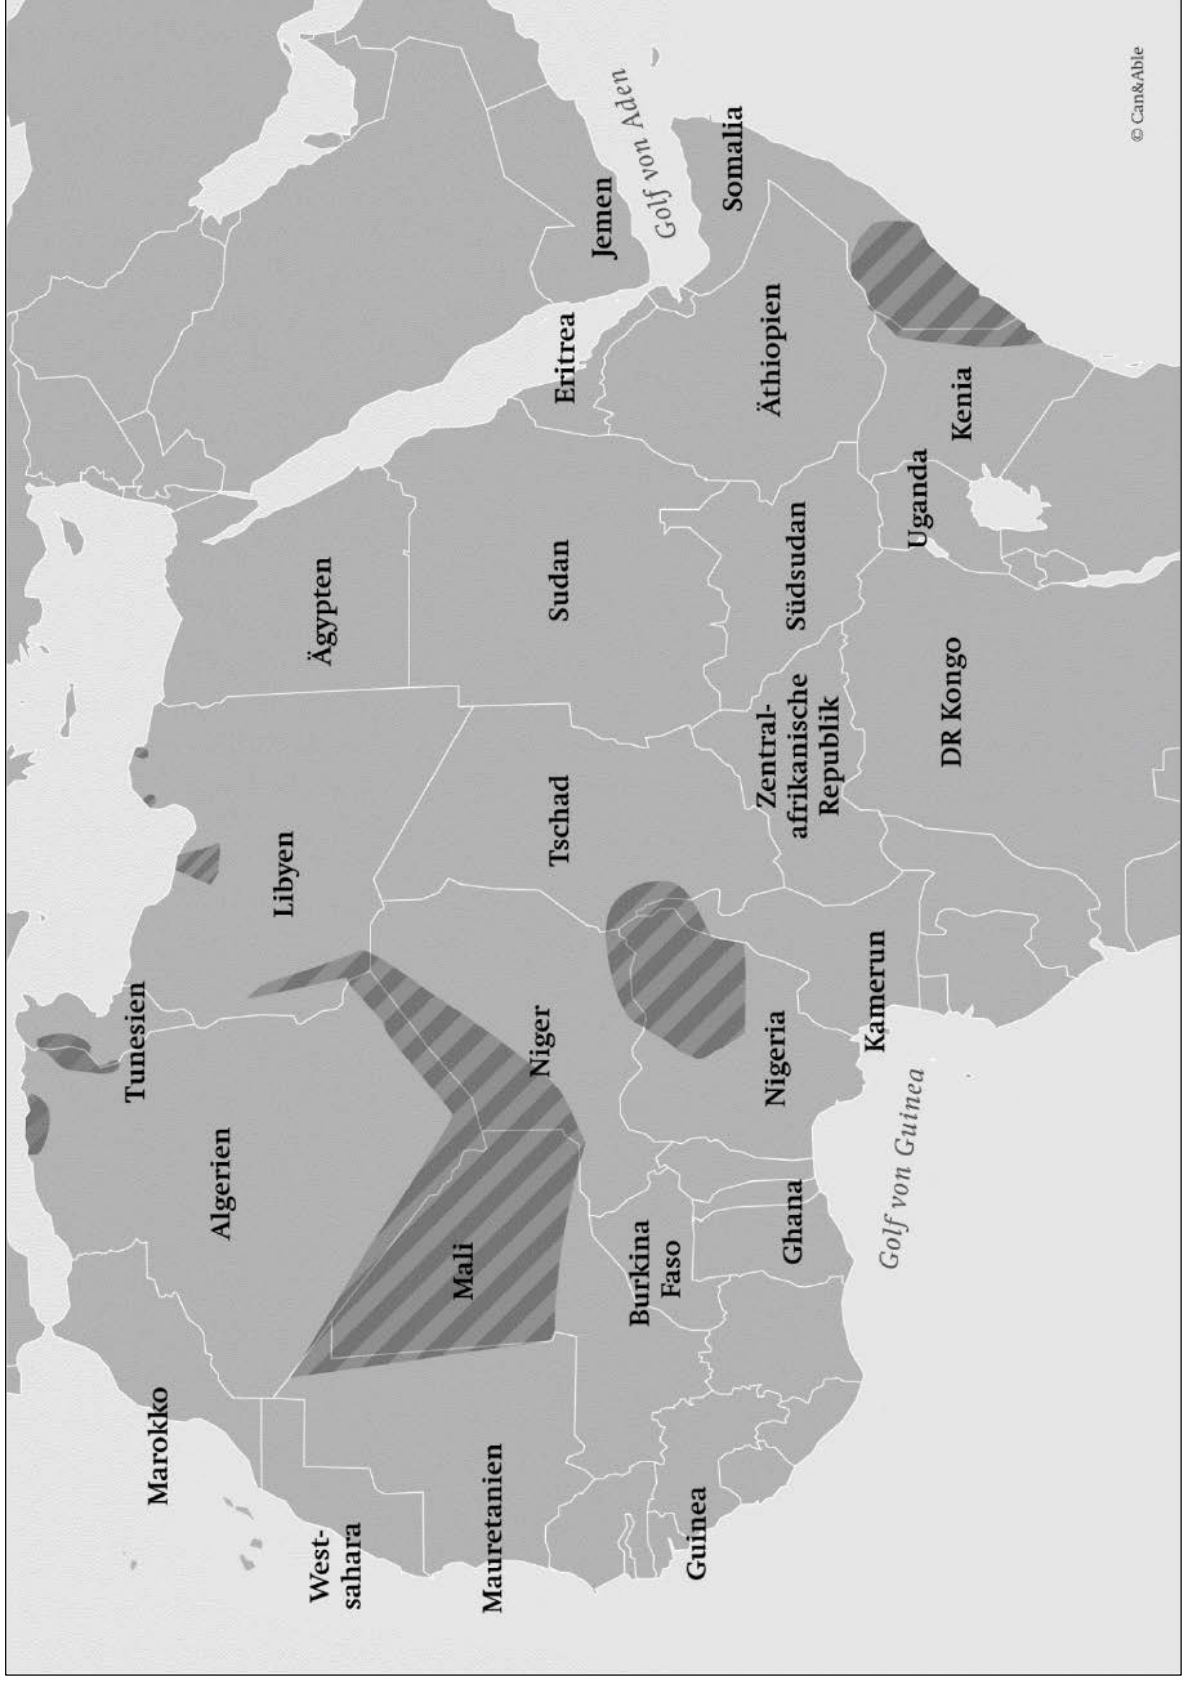 Marokko
Tunesien
Algerien
Libyen
Ägypten
West-
sahara
Mauretanien
Mali
Niger
Tschad
Sudan
Eritrea
Jemen
Golf von Aden
Burkina
Faso
Guinea
Ghana
Nigeria
Kamerun
Zentral-
afrikanische
Republik
Südsudan
Äthiopien
Somalia
Golf von Guinea
DR Kongo
Uganda
Kenia
© Can&Able